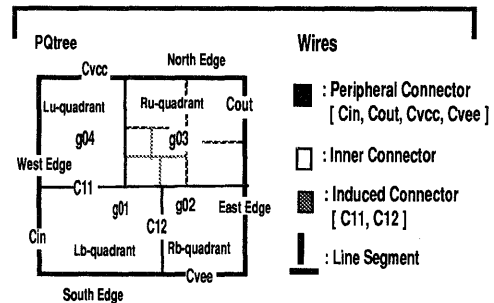 PQtree
Wires
North Edge
Cvcc
Lu-quadrant
Ru-quadrant
Cout
g04
g03
West Edge
C11
g01
g02
C12
East Edge
Cin
Lb-quadrant
Rb-quadrant
Cvee
South Edge
: Peripheral Connector
[ Cin, Cout, Cvcc, Cvee ]
: Inner Connector
: Induced Connector
[ C11, C12 ]
: Line Segment